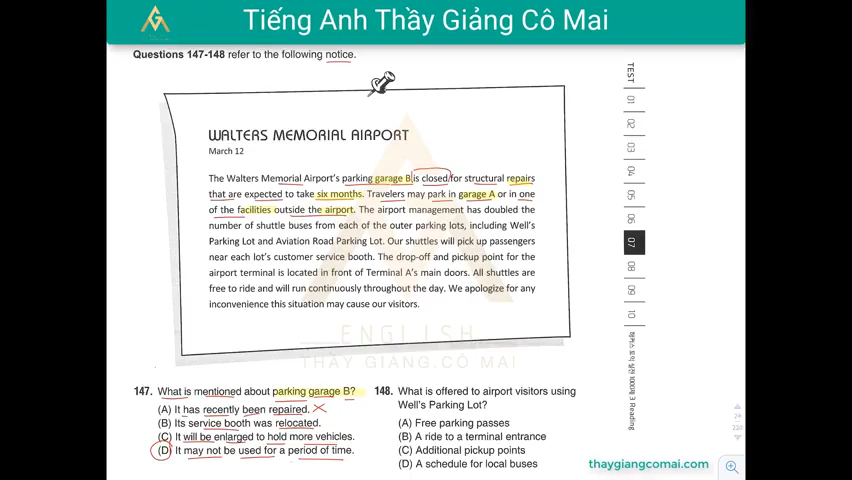 Tiếng Anh Thầy Giảng Cô Mai
Questions 147-148 refer to the following notice.
WALTERS MEMORIAL AIRPORT
March 12
The Walters Memorial Airport's parking garage B is closed for structural repairs
that are expected to take six months. Travelers may park in garage A or in one
of the facilities outside the airport. The airport management has doubled the
number of shuttle buses from each of the outer parking lots, including Well's
Parking Lot and Aviation Road Parking Lot. Our shuttles will pick up passengers
near each lot's customer service booth. The drop-off and pickup point for the
airport terminal is located in front of Terminal A's main doors. All shuttles are
free to ride and will run continuously throughout the day. We apologize for any
inconvenience this situation may cause our visitors.
ENGLISH
THẦY GIẢNG.CÔ MAI
147. What is mentioned about parking garage B?
(A) It has recently been repaired.
(B) Its service booth was relocated.
(C) It will be enlarged to hold more vehicles.
(D) It may not be used for a period of time.
148. What is offered to airport visitors using
Well's Parking Lot?
(A) Free parking passes
(B) A ride to a terminal entrance
(C) Additional pickup points
(D) A schedule for local buses
TEST
01
02
03
04
05
06
07
08
09
10
thaygiangcomai.com